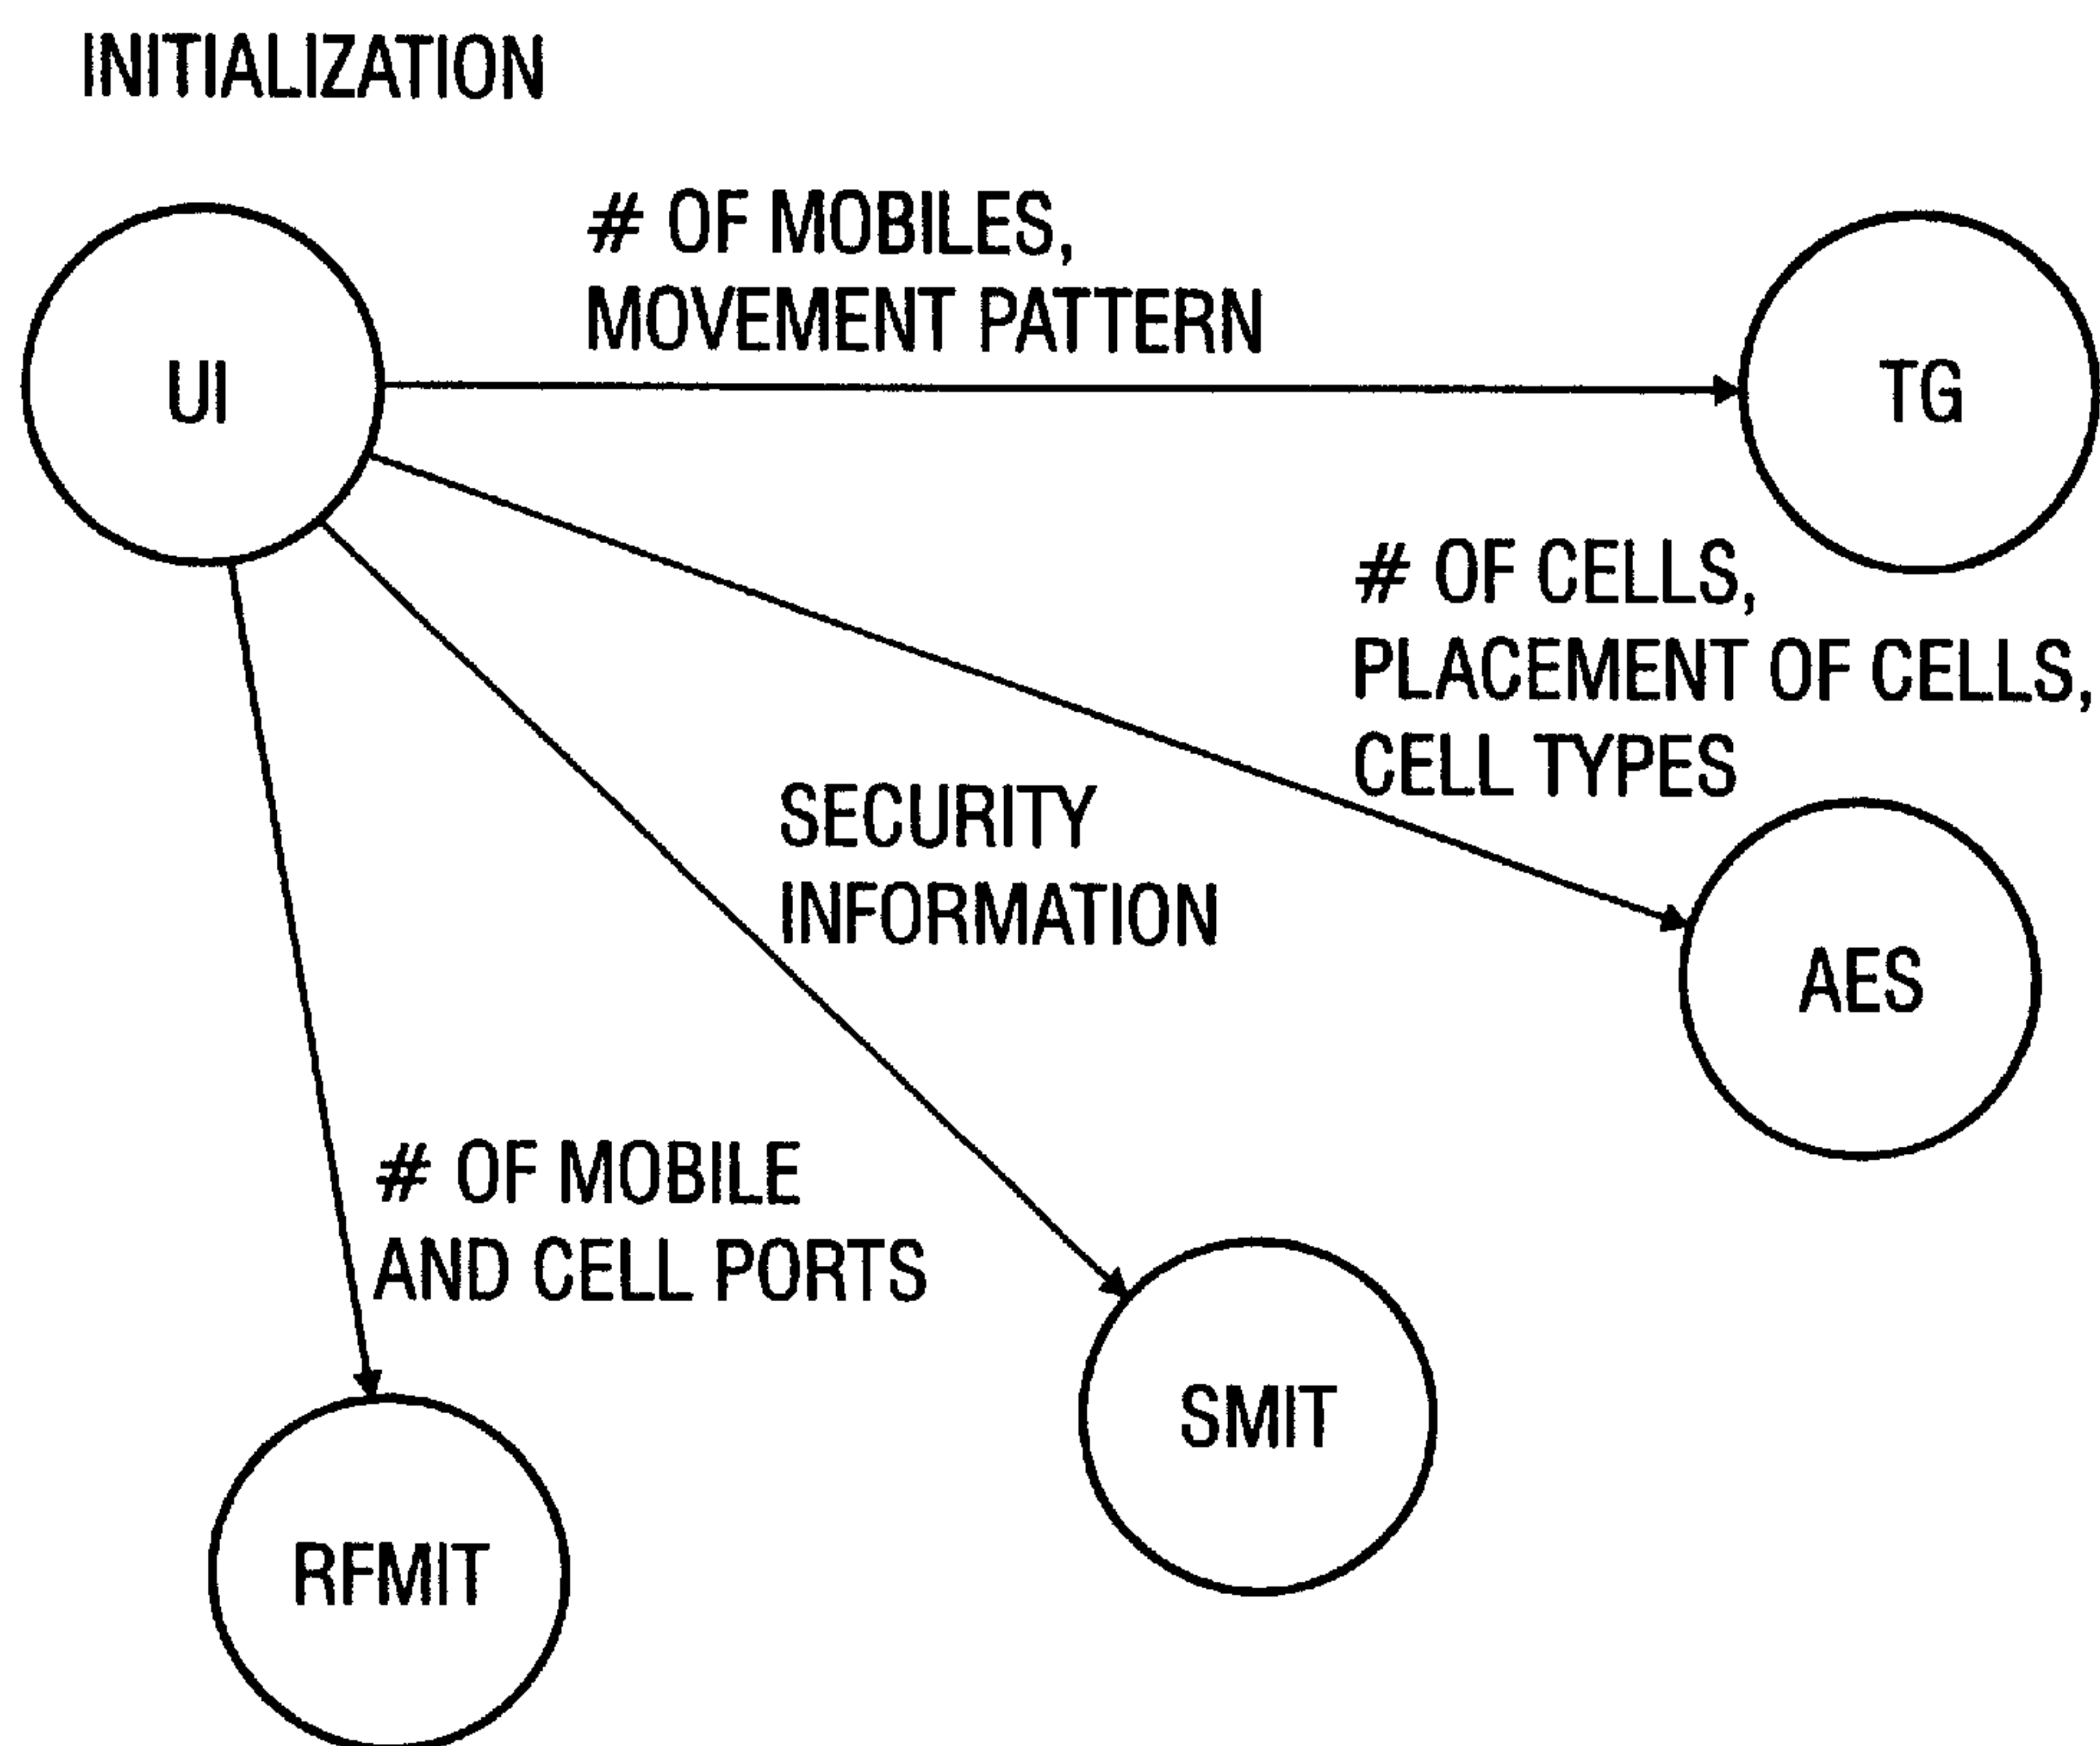 INITIALIZATION
# OF MOBILES,
MOVEMENT PATTERN
UI
TG
# OF CELLS,
PLACEMENT OF CELLS,
CELL TYPES
SECURITY
INFORMATION
AES
# OF MOBILE
AND CELL PORTS
SMIT
RFMIT